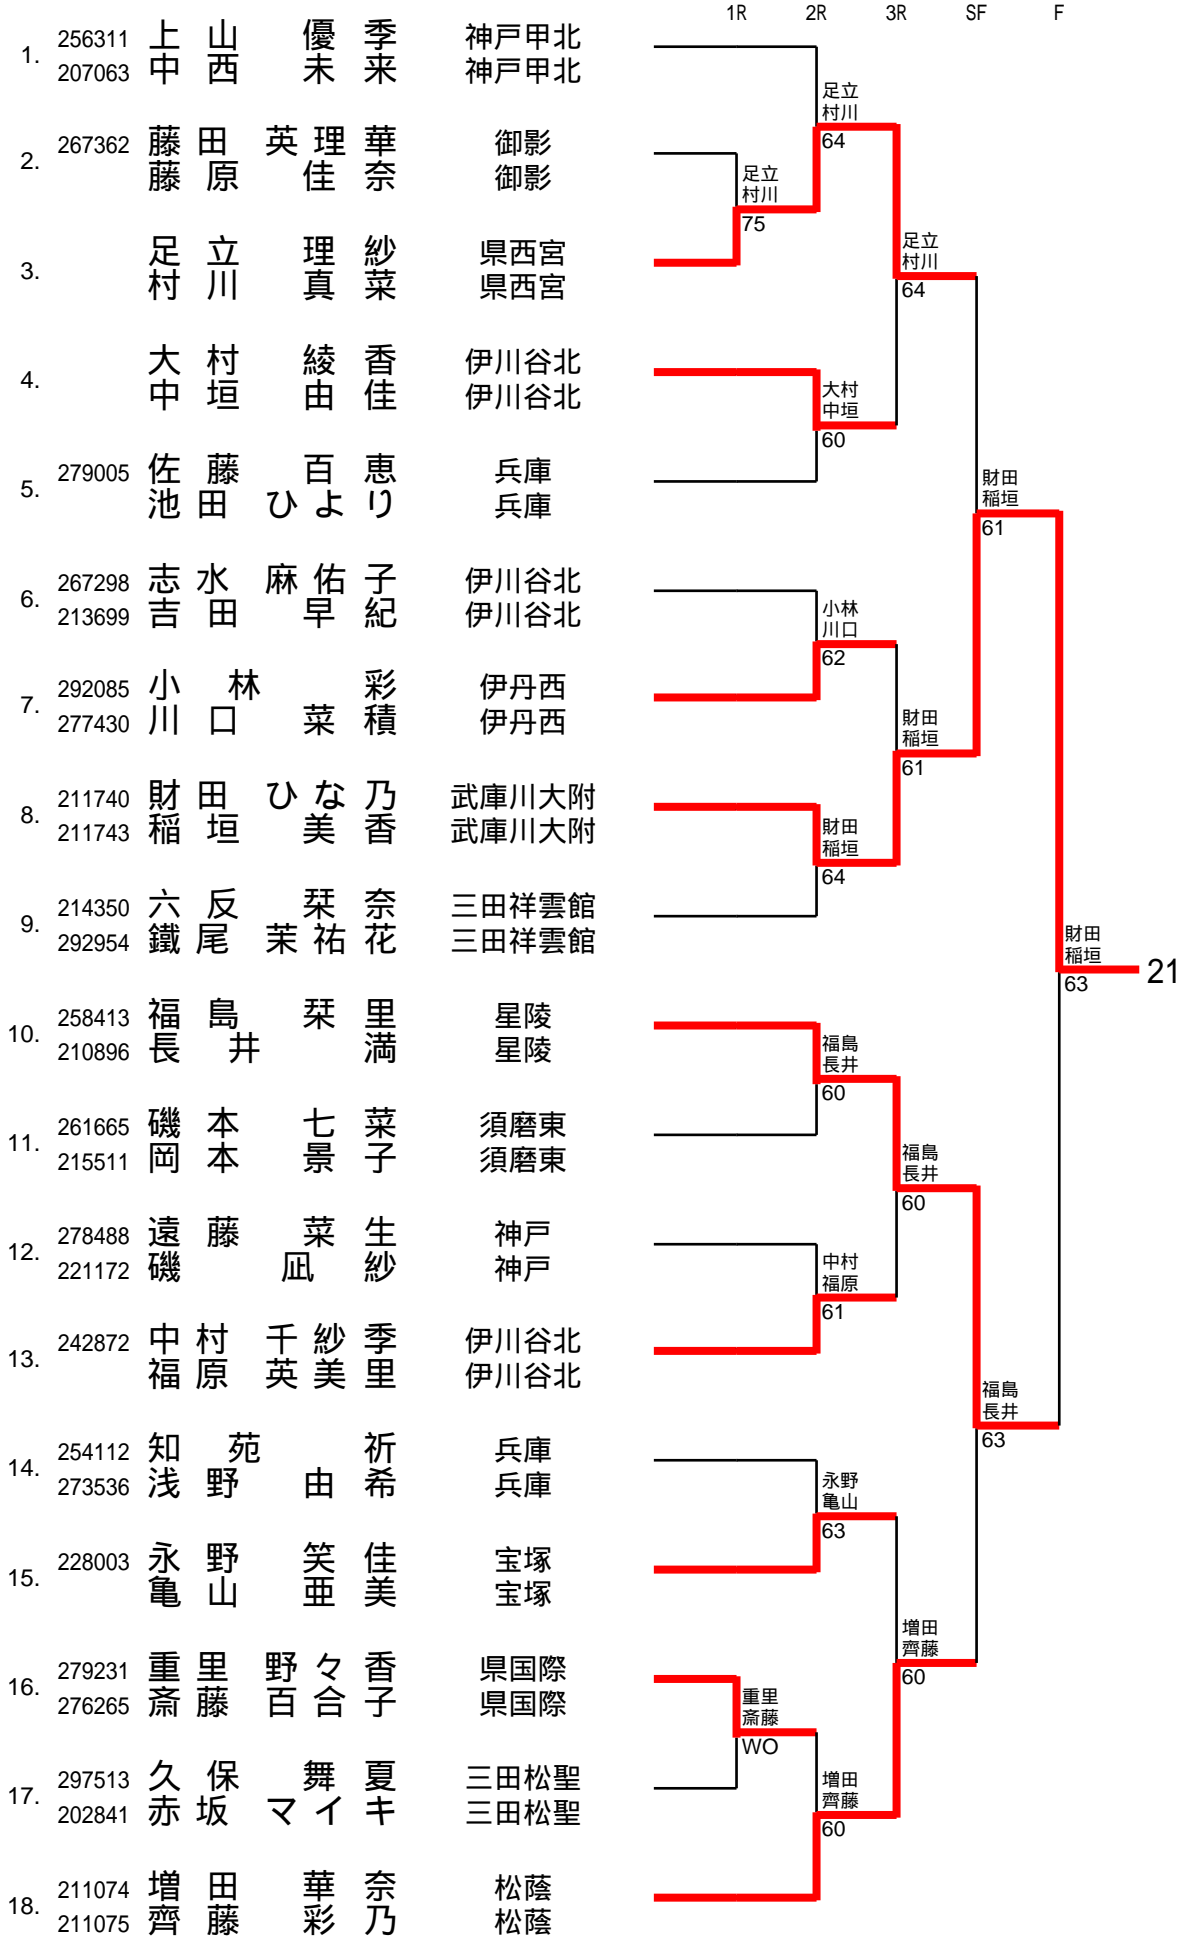 1R 2R 3R SF F
1. 256311 上山 優季 神戸甲北
207063 中西 未来 神戸甲北
足立
村川
64
2. 267362 藤田 英理華 御影
藤原 佳奈 御影
足立
村川
75
3. 足立 理紗 県西宮
村川 真菜 県西宮
足立
村川
64
4. 大村 綾香 伊川谷北
中垣 由佳 伊川谷北
大村
中垣
60
5. 279005 佐藤 百恵 兵庫
池田 ひより 兵庫
財田
稲垣
61
6. 267298 志水 麻佑子 伊川谷北
213699 吉田 早紀 伊川谷北
小林
川口
62
7. 292085 小林 彩 伊丹西
277430 川口 菜積 伊丹西
財田
稲垣
61
8. 211740 財田 ひな乃 武庫川大附
211743 稲垣 美香 武庫川大附
財田
稲垣
64
9. 214350 六反 栞奈 三田祥雲館
292954 鐵尾 茉祐花 三田祥雲館
財田
稲垣
63
21
10. 258413 福島 栞里 星陵
210896 長井 満 星陵
福島
長井
60
11. 261665 磯本 七菜 須磨東
215511 岡本 景子 須磨東
福島
長井
60
12. 278488 遠藤 菜生 神戸
221172 磯 凪紗 神戸
中村
福原
61
13. 242872 中村 千紗季 伊川谷北
福原 英美里 伊川谷北
福島
長井
63
14. 254112 知苑 祈 兵庫
273536 浅野 由希 兵庫
永野
亀山
63
15. 228003 永野 笑佳 宝塚
亀山 亜美 宝塚
増田
齊藤
60
16. 279231 重里 野々香 県国際
276265 斎藤 百合子 県国際
重里
斎藤
WO
17. 297513 久保 舞夏 三田松聖
202841 赤坂 マイキ 三田松聖
増田
齊藤
60
18. 211074 増田 華奈 松蔭
211075 齊藤 彩乃 松蔭